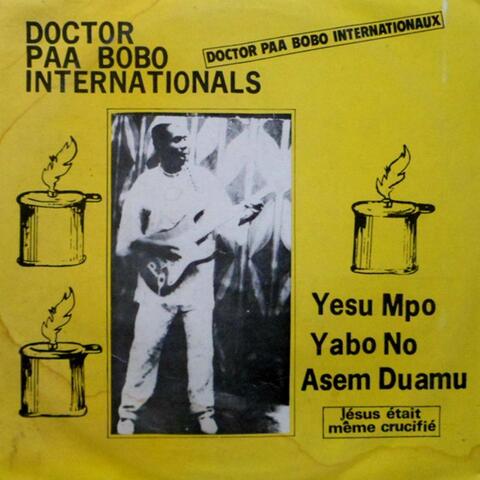 DOCTOR
PAA BOBO
INTERNATIONALS
DOCTOR PAA BOBO INTERNATIONAUX
Yesu Mpo
Yabo No
Asem Duamu
Jésus était
même crucifié